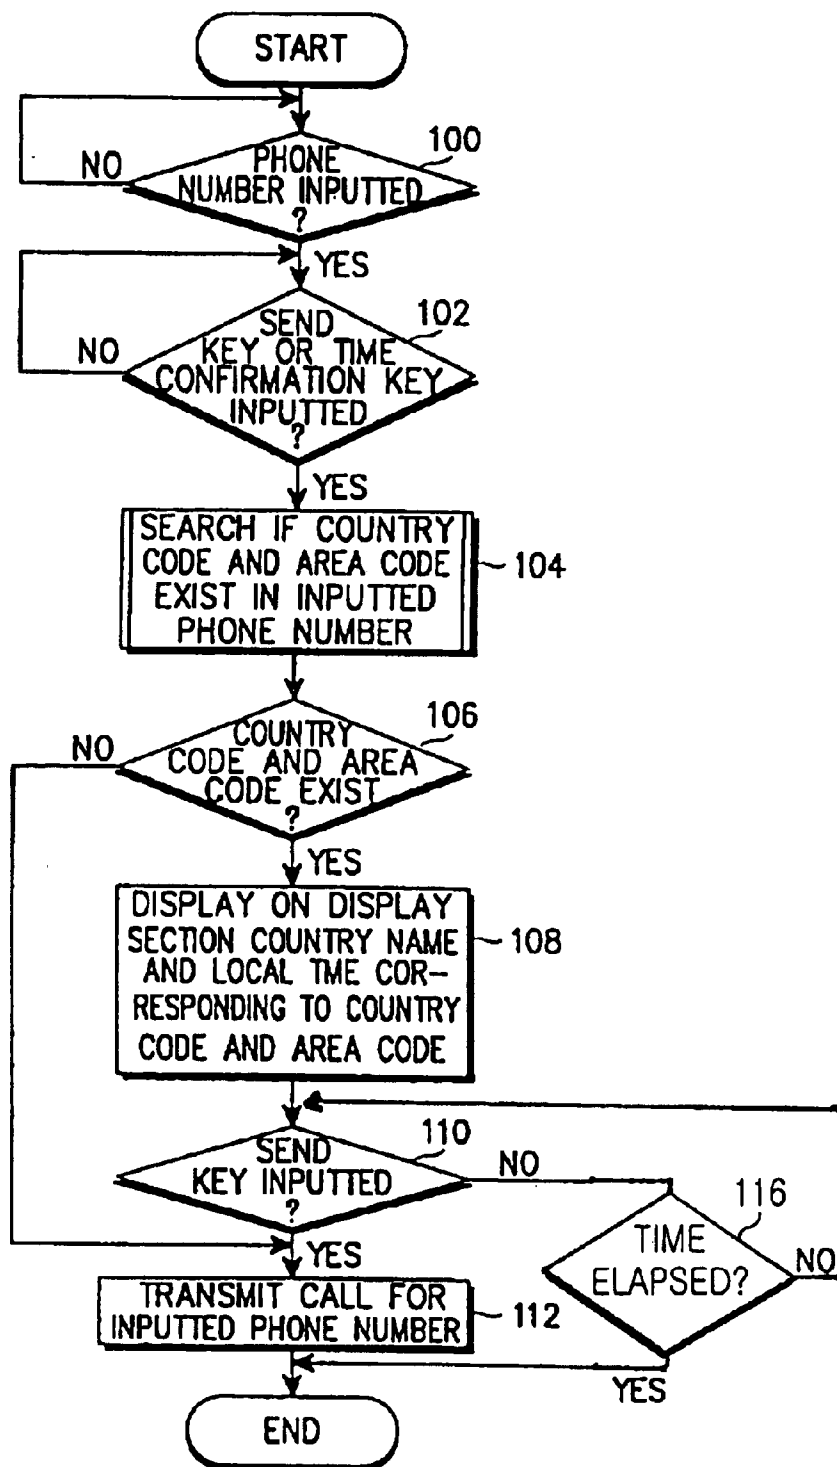 START
100
NO
PHONE
NUMBER INPUTTED
?
YES
102
SEND
KEY OR TIME
CONFIRMATION KEY
INPUTTED
?
NO
YES
SEARCH IF COUNTRY
CODE AND AREA CODE
EXIST IN INPUTTED
PHONE NUMBER
104
106
NO
COUNTRY
CODE AND AREA
CODE EXIST
?
YES
DISPLAY ON DISPLAY
SECTION COUNTRY NAME
AND LOCAL TME COR-
RESPONDING TO COUNTRY
CODE AND AREA CODE
108
110
SEND
KEY INPUTTED
?
NO
116
TIME
ELAPSED?
NO
YES
TRANSMIT CALL FOR
INPUTTED PHONE NUMBER
112
YES
END